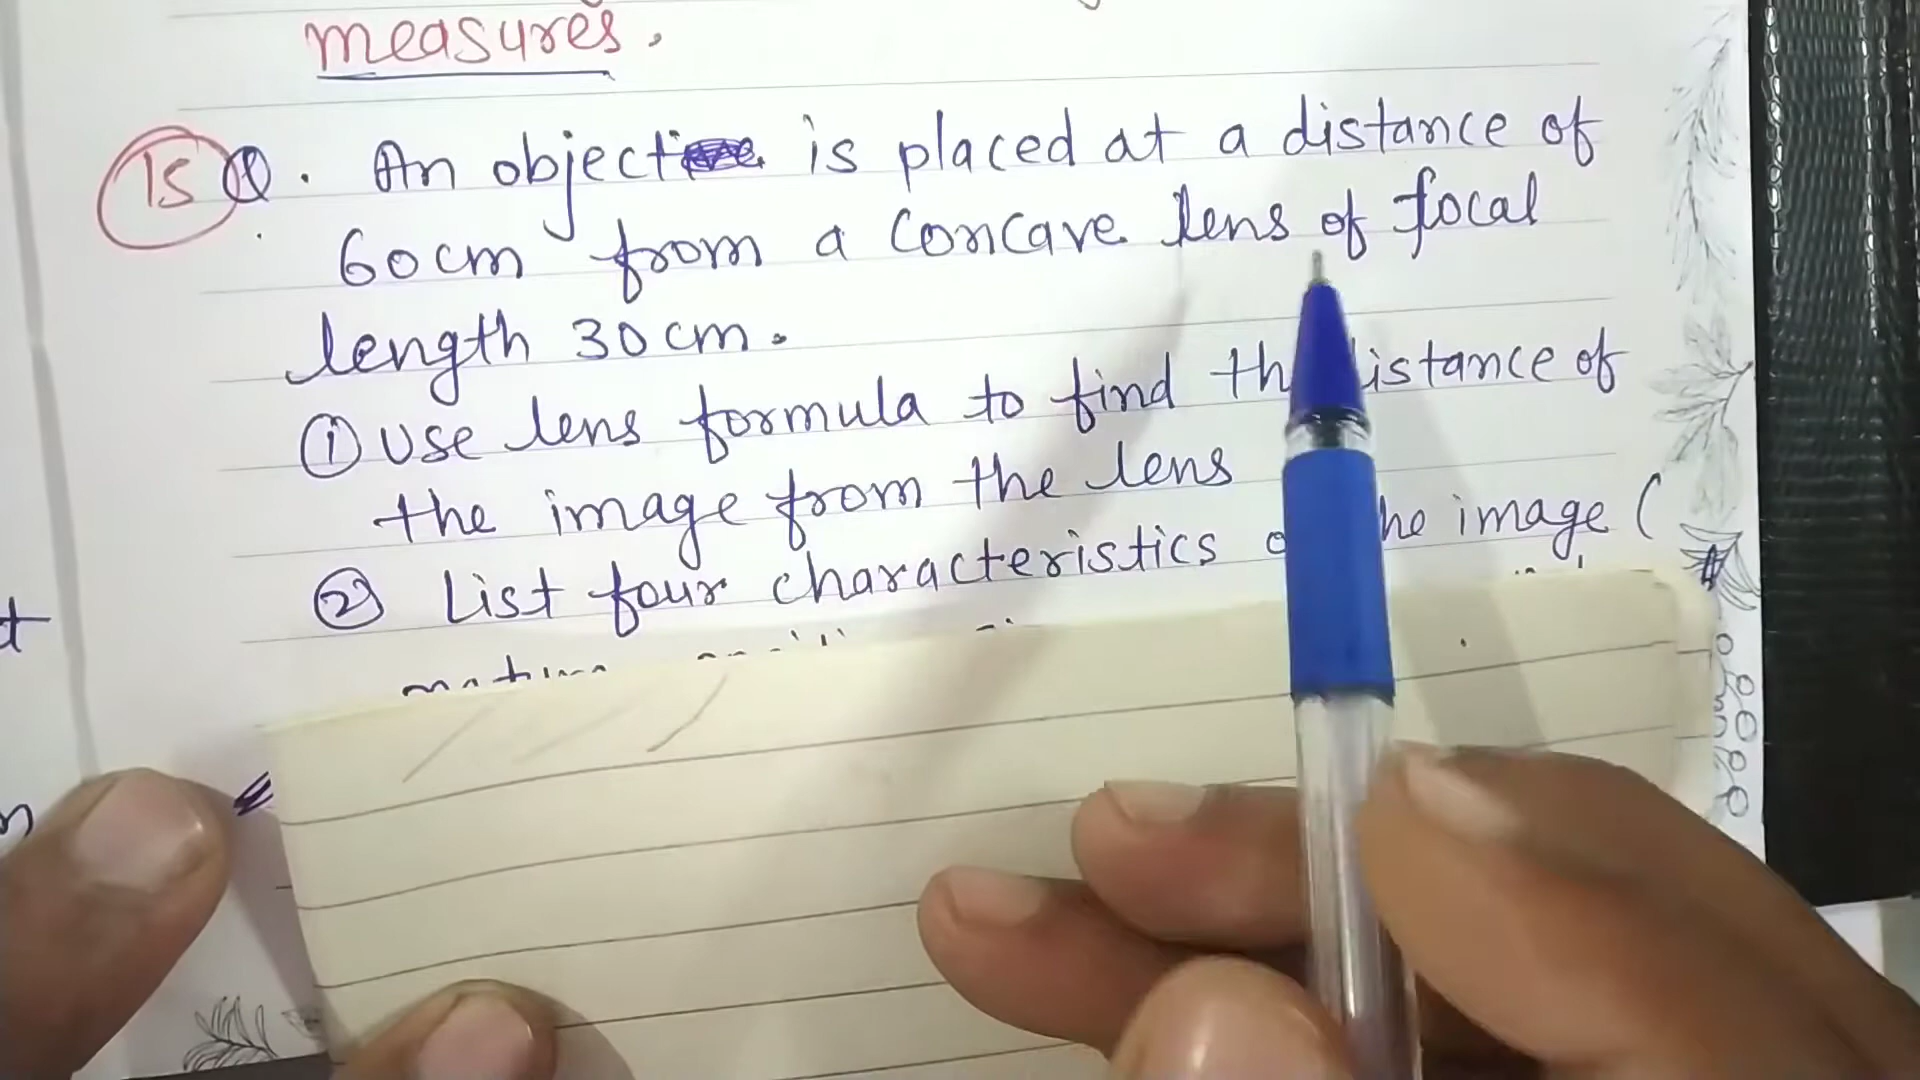 measures.
15 Q. An object is placed at a distance of
60cm from a concave lens of focal
length 30cm.
① Use lens formula to find th istance of
the image from the lens
② List four characteristics o he image (
t